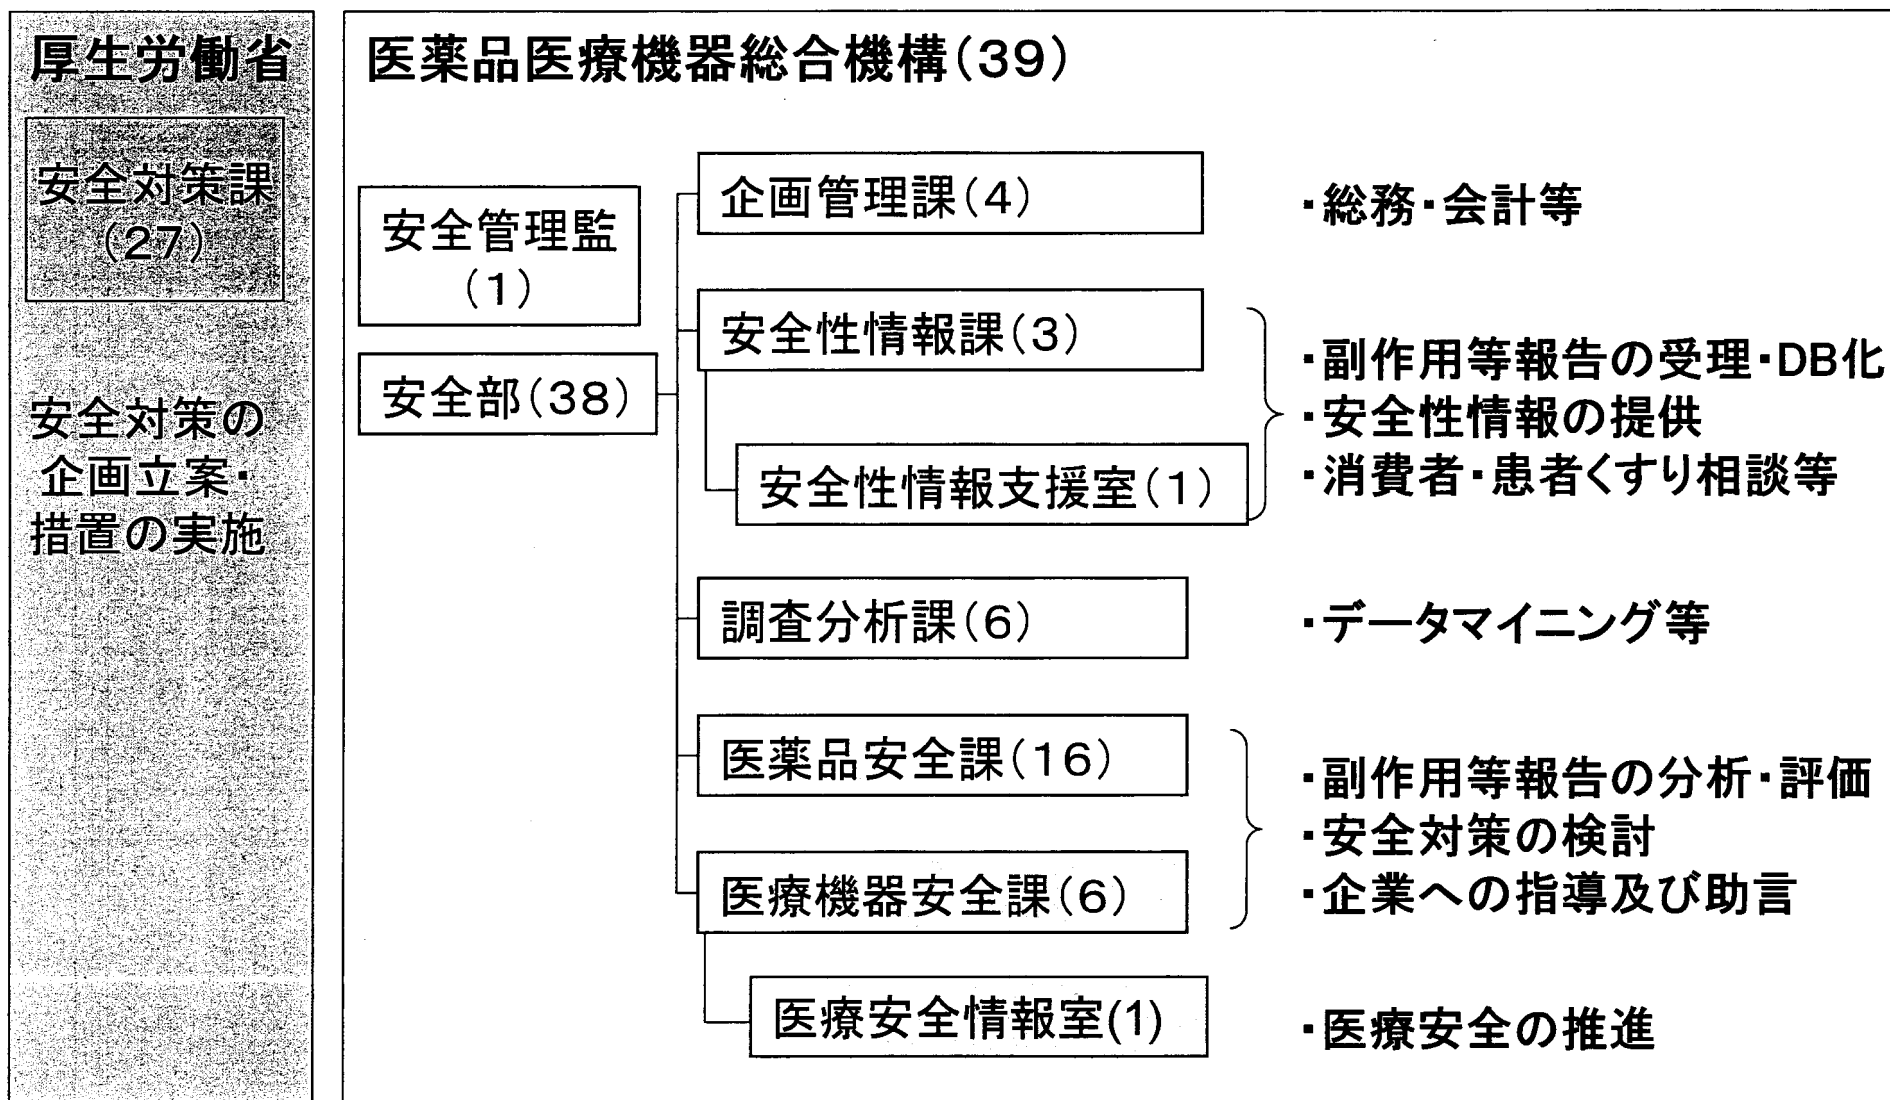 厚生労働省
安全対策課
(27)
安全対策の
企画立案・
措置の実施
医薬品医療機器総合機構(39)
安全管理監
(1)
安全部(38)
企画管理課(4)
・総務・会計等
安全性情報課(3)
安全性情報支援室(1)
・副作用等報告の受理・DB化
・安全性情報の提供
・消費者・患者くすり相談等
調査分析課(6)
・データマイニング等
医薬品安全課(16)
医療機器安全課(6)
・副作用等報告の分析・評価
・安全対策の検討
・企業への指導及び助言
医療安全情報室(1)
・医療安全の推進